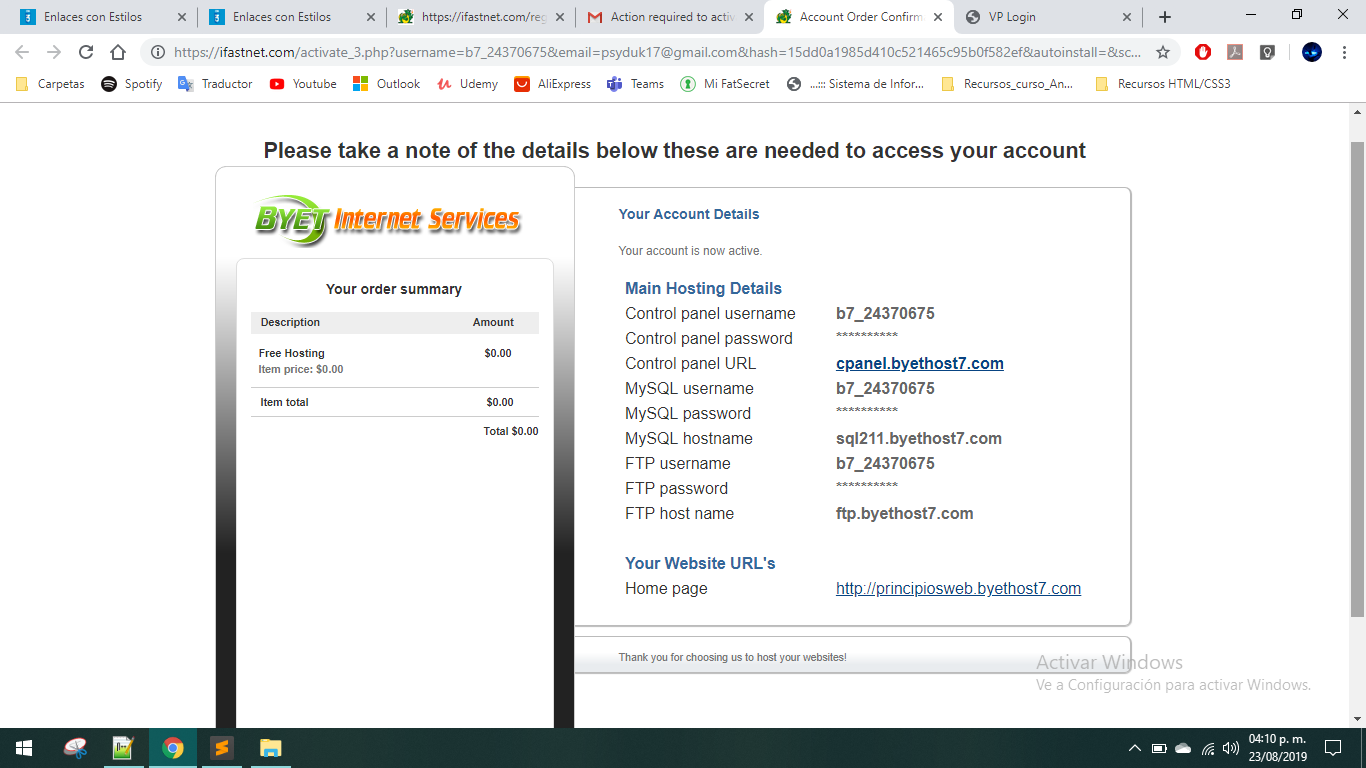 Enlaces con Estilos
Enlaces con Estilos
https://ifastnet.com/reg
Action required to activ
Account Order Confirm
VP Login
https://ifastnet.com/activate_3.php?username=b7_24370675&email=psyduk17@gmail.com&hash=15dd0a1985d410c521465c95b0f582ef&autoinstall=&sc...
Carpetas
Spotify
Traductor
Youtube
Outlook
Udemy
AliExpress
Teams
Mi FatSecret
...::: Sistema de Infor...
Recursos_curso_An...
Recursos HTML/CSS3
Please take a note of the details below these are needed to access your account
BYET Internet Services
Your order summary
Description Amount
Free Hosting $0.00
Item price: $0.00
Item total $0.00
Total $0.00
Your Account Details
Your account is now active.
Main Hosting Details
Control panel username b7_24370675
Control panel password **********
Control panel URL cpanel.byethost7.com
MySQL username b7_24370675
MySQL password **********
MySQL hostname sql211.byethost7.com
FTP username b7_24370675
FTP password **********
FTP host name ftp.byethost7.com
Your Website URL's
Home page http://principiosweb.byethost7.com
Thank you for choosing us to host your websites!
Activar Windows
Ve a Configuración para activar Windows.
04:10 p. m.
23/08/2019